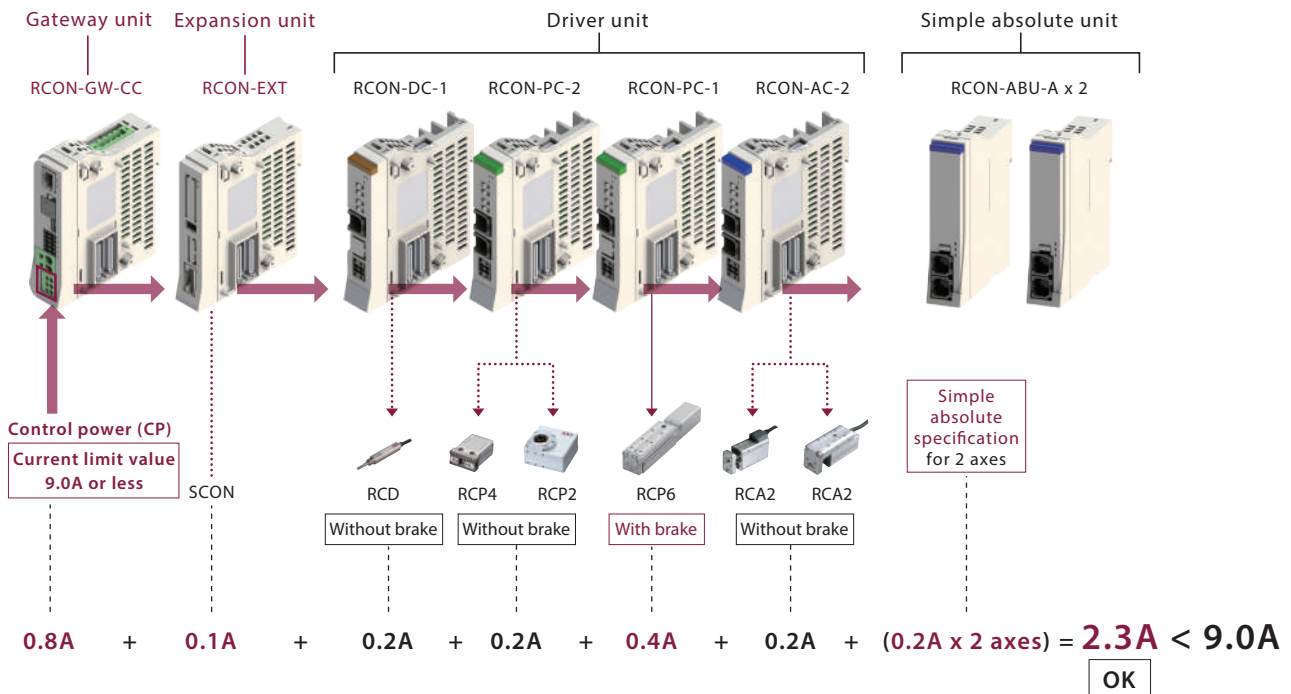 Gateway unit
Expansion unit
Driver unit
Simple absolute unit
RCON-GW-CC
RCON-EXT
RCON-DC-1
RCON-PC-2
RCON-PC-1
RCON-AC-2
RCON-ABU-A x 2
Control power (CP)
Current limit value
9.0A or less
SCON
RCD
RCP4
RCP2
RCP6
RCA2
RCA2
Simple
absolute
specification
for 2 axes
Without brake
Without brake
With brake
Without brake
0.8A + 0.1A + 0.2A + 0.2A + 0.4A + 0.2A + (0.2A x 2 axes) = 2.3A < 9.0A
OK